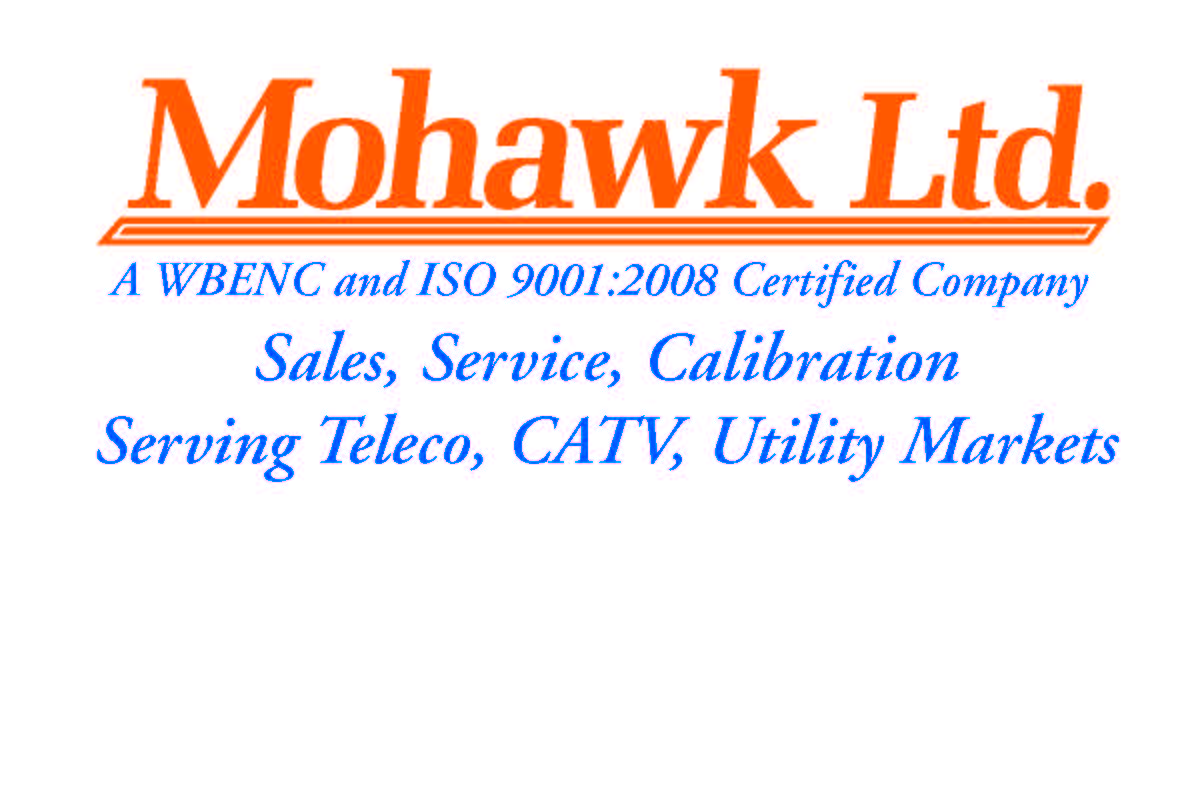 Mohawk Ltd.
A WBENC and ISO 9001:2008 Certified Company
Sales, Service, Calibration
Serving Teleco, CATV, Utility Markets